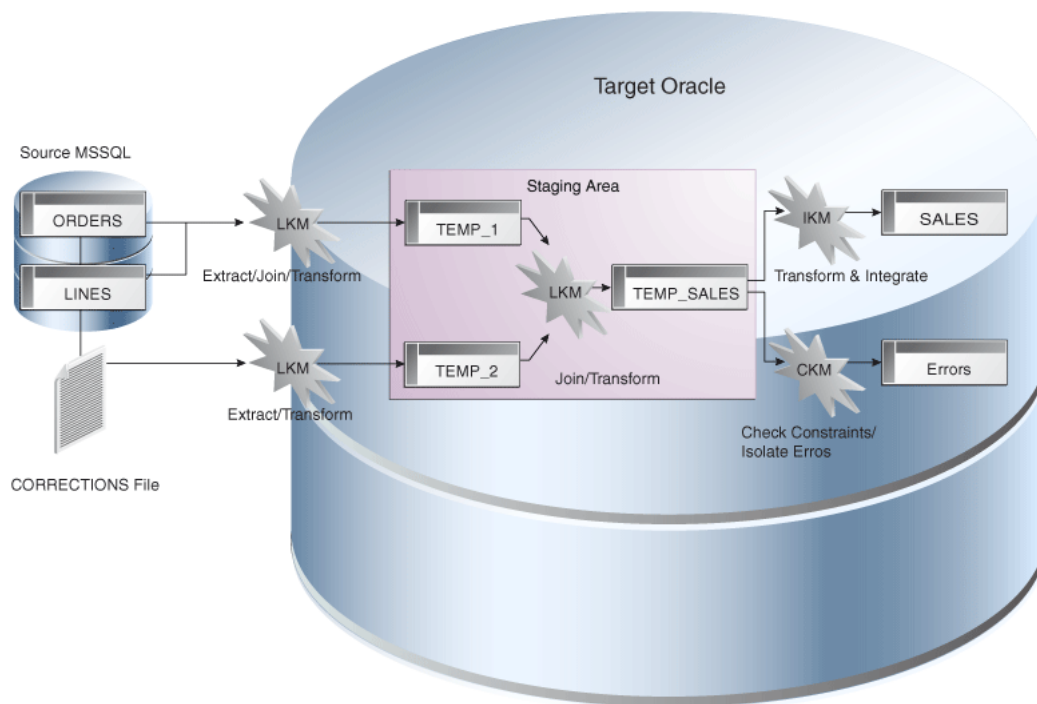 Target Oracle
Source MSSQL
ORDERS
LINES
CORRECTIONS File
LKM
Extract/Join/Transform
LKM
Extract/Transform
Staging Area
TEMP_1
TEMP_2
LKM
Join/Transform
TEMP_SALES
IKM
Transform & Integrate
SALES
CKM
Check Constraints/
Isolate Erros
Errors